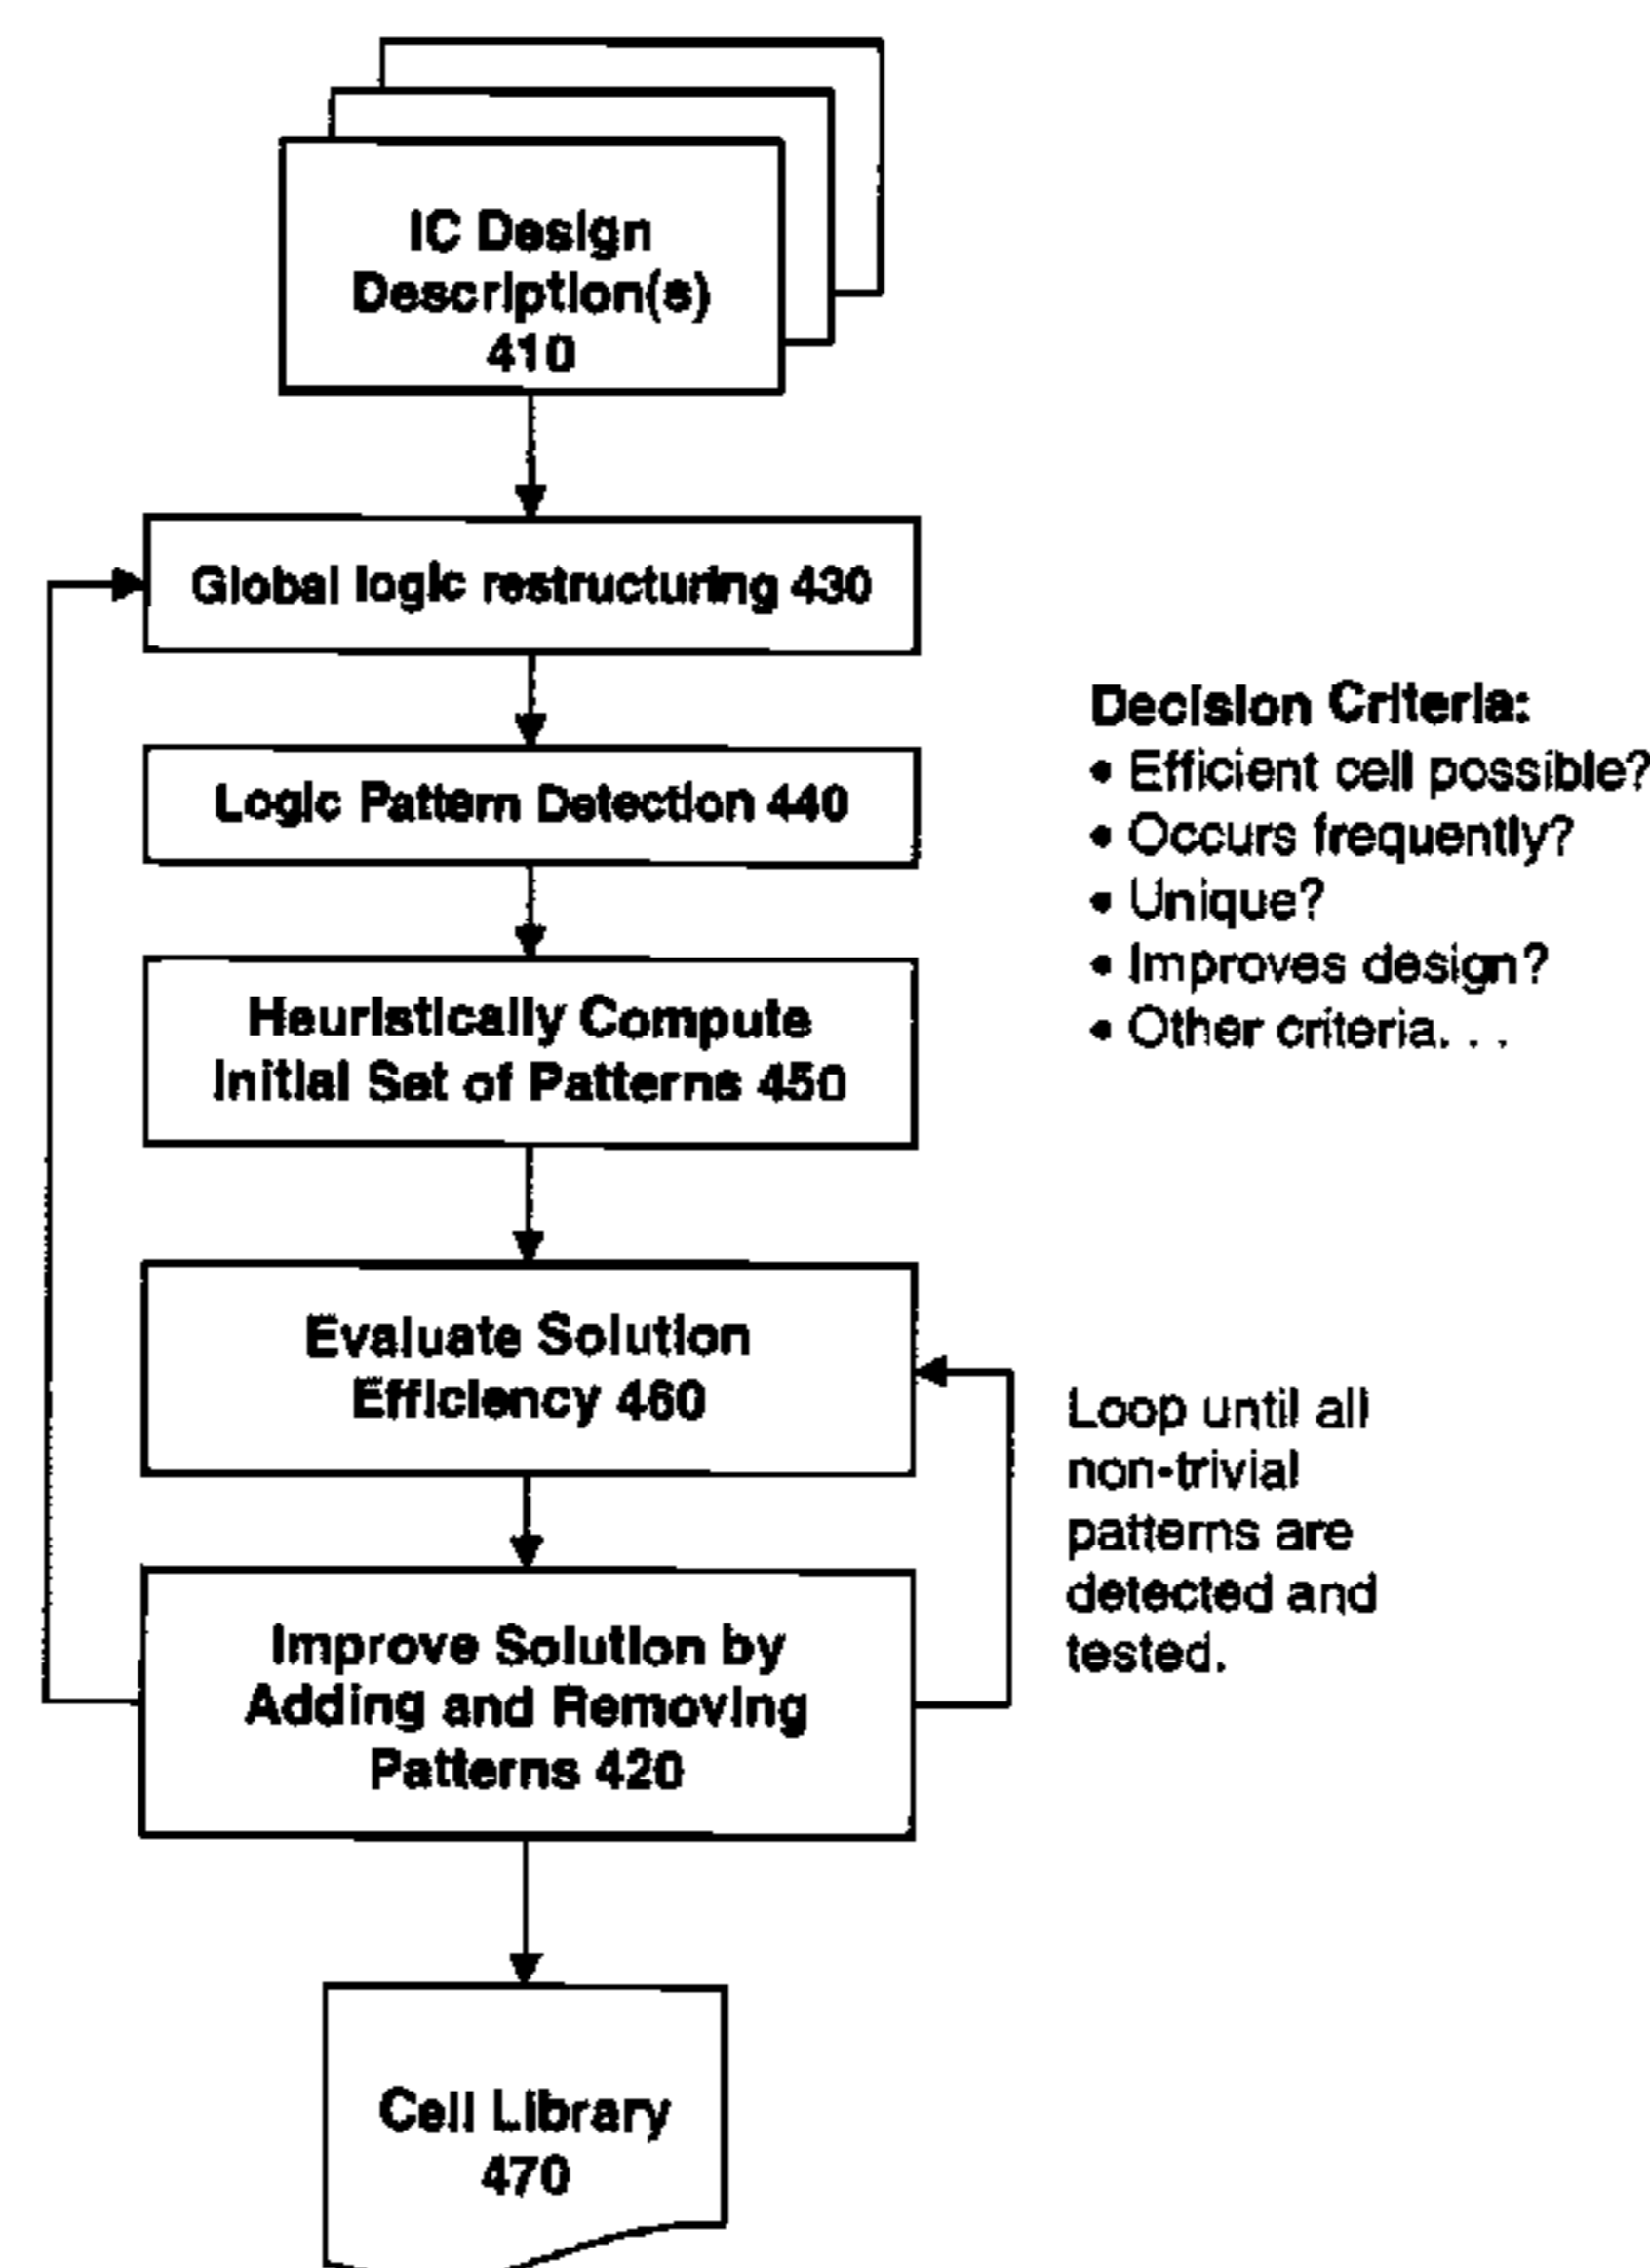 IC Design
Description(s)
410
Global logic restructuring 430
Logic Pattern Detection 440
Heuristically Compute
Initial Set of Patterns 450
Decision Criteria:
• Efficient cell possible?
• Occurs frequently?
• Unique?
• Improves design?
• Other criteria. . .
Evaluate Solution
Efficiency 460
Improve Solution by
Adding and Removing
Patterns 420
Loop until all
non-trivial
patterns are
detected and
tested.
Cell Library
470